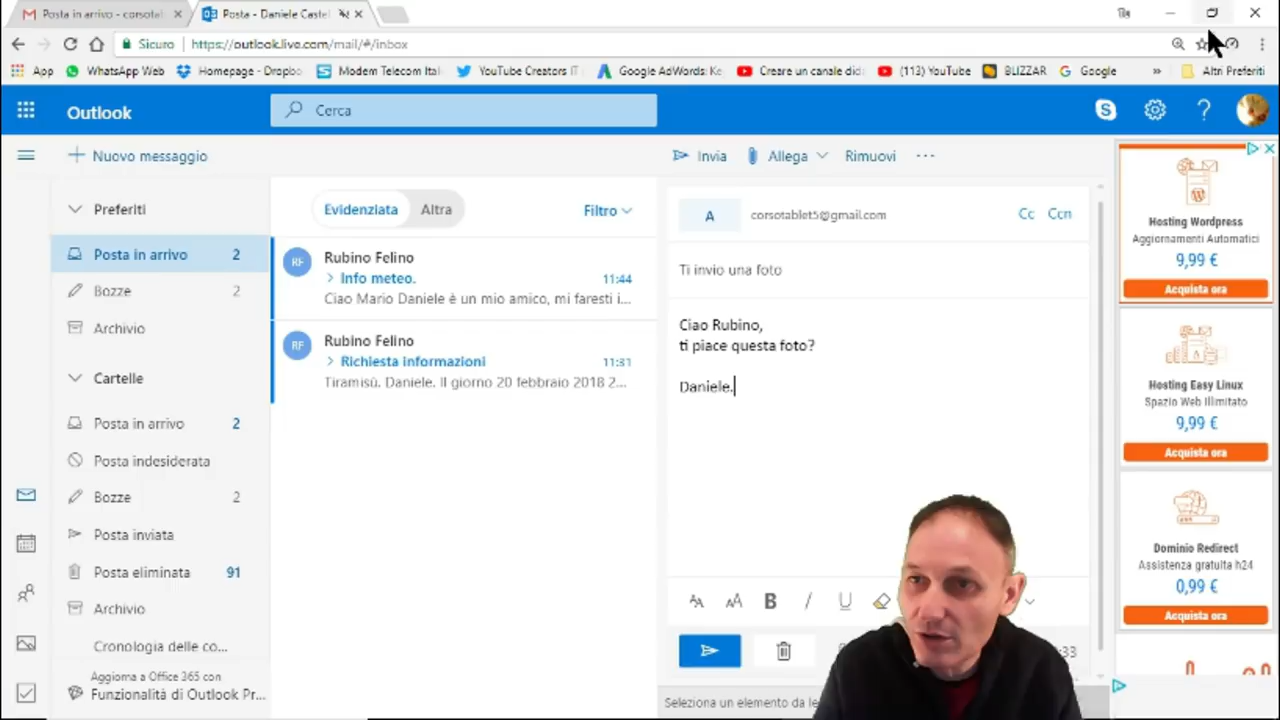 Posta in arrivo - corsotal
Posta - Daniele Castel
Sicuro
https://outlook.live.com/mail/#/inbox
App
WhatsApp Web
Homepage - Dropbo
Modem Telecom Ital
YouTube Creators IT
Google AdWords: Ke
Creare un canale dida
(113) YouTube
BLIZZAR
Google
»
Altri Preferiti
Outlook
Cerca
Nuovo messaggio
Invia
Allega
Rimuovi
...
Preferiti
Posta in arrivo 2
Bozze 2
Archivio
Cartelle
Posta in arrivo 2
Posta indesiderata
Bozze 2
Posta inviata
Posta eliminata 91
Archivio
Cronologia delle co...
Aggiorna a Office 365 con
Funzionalità di Outlook Pr...
Evidenziata
Altra
Filtro
RF
Rubino Felino
Info meteo. 11:44
Ciao Mario Daniele è un mio amico, mi faresti i...
RF
Rubino Felino
Richiesta informazioni 11:31
Tiramisù. Daniele. Il giorno 20 febbraio 2018 2...
A
corsotablet5@gmail.com
Cc Ccn
Ti invio una foto
Ciao Rubino,
ti piace questa foto?
Daniele.
B
Seleziona un elemento da le
Hosting Wordpress
Aggiornamenti Automatici
9,99 €
Acquista ora
Hosting Easy Linux
Spazio Web Illimitato
9,99 €
Acquista ora
Dominio Redirect
Assistenza gratuita h24
0,99 €
Acquista ora